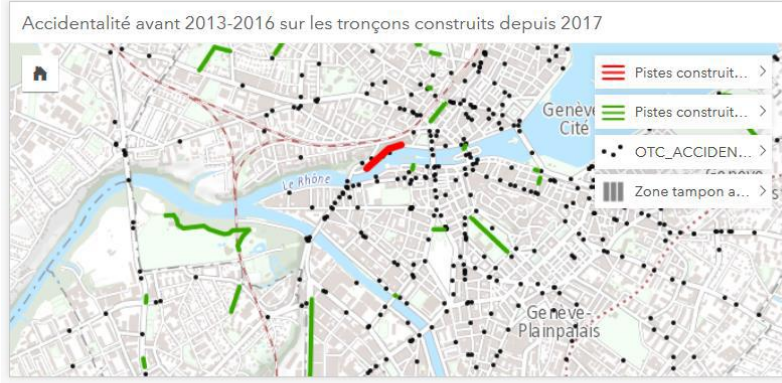 Accidentalité avant 2013-2016 sur les tronçons construits depuis 2017
Pistes construit...
Genève
Cité
Pistes construit...
OTC_ACCIDEN...
Le Rhône
Zone tampon a...
Genève-
Plainpalais